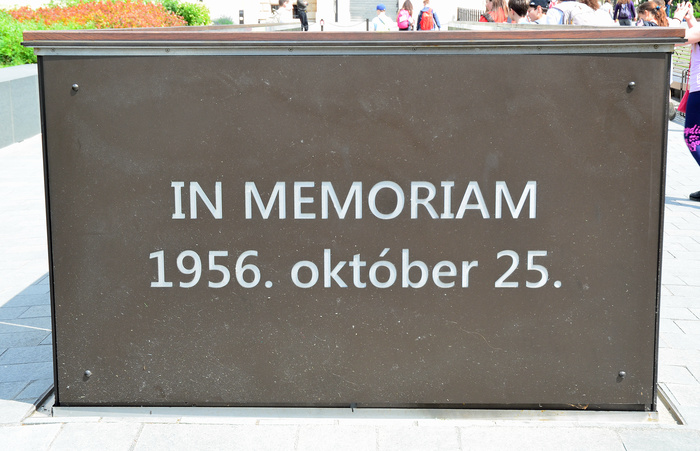 IN MEMORIAM
1956. október 25.